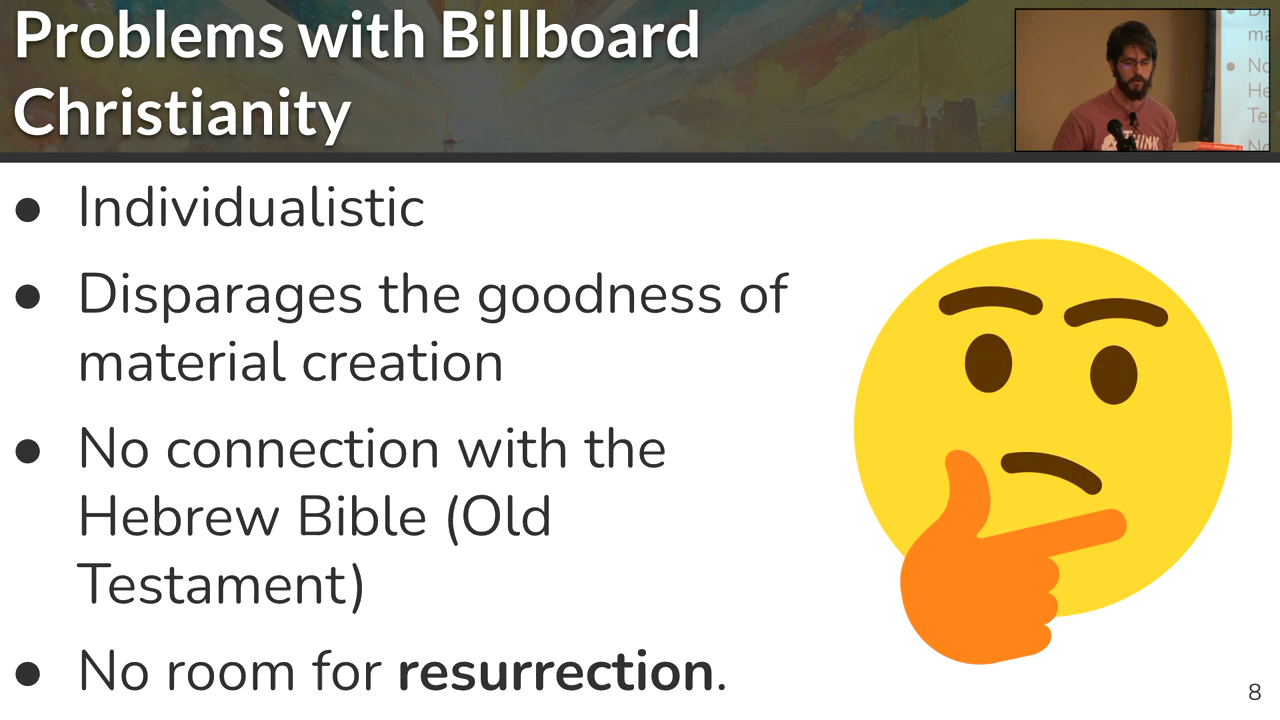 Problems with Billboard
Christianity
THINK
● Individualistic
● Disparages the goodness of
material creation
● No connection with the
Hebrew Bible (Old
Testament)
● No room for resurrection.
8